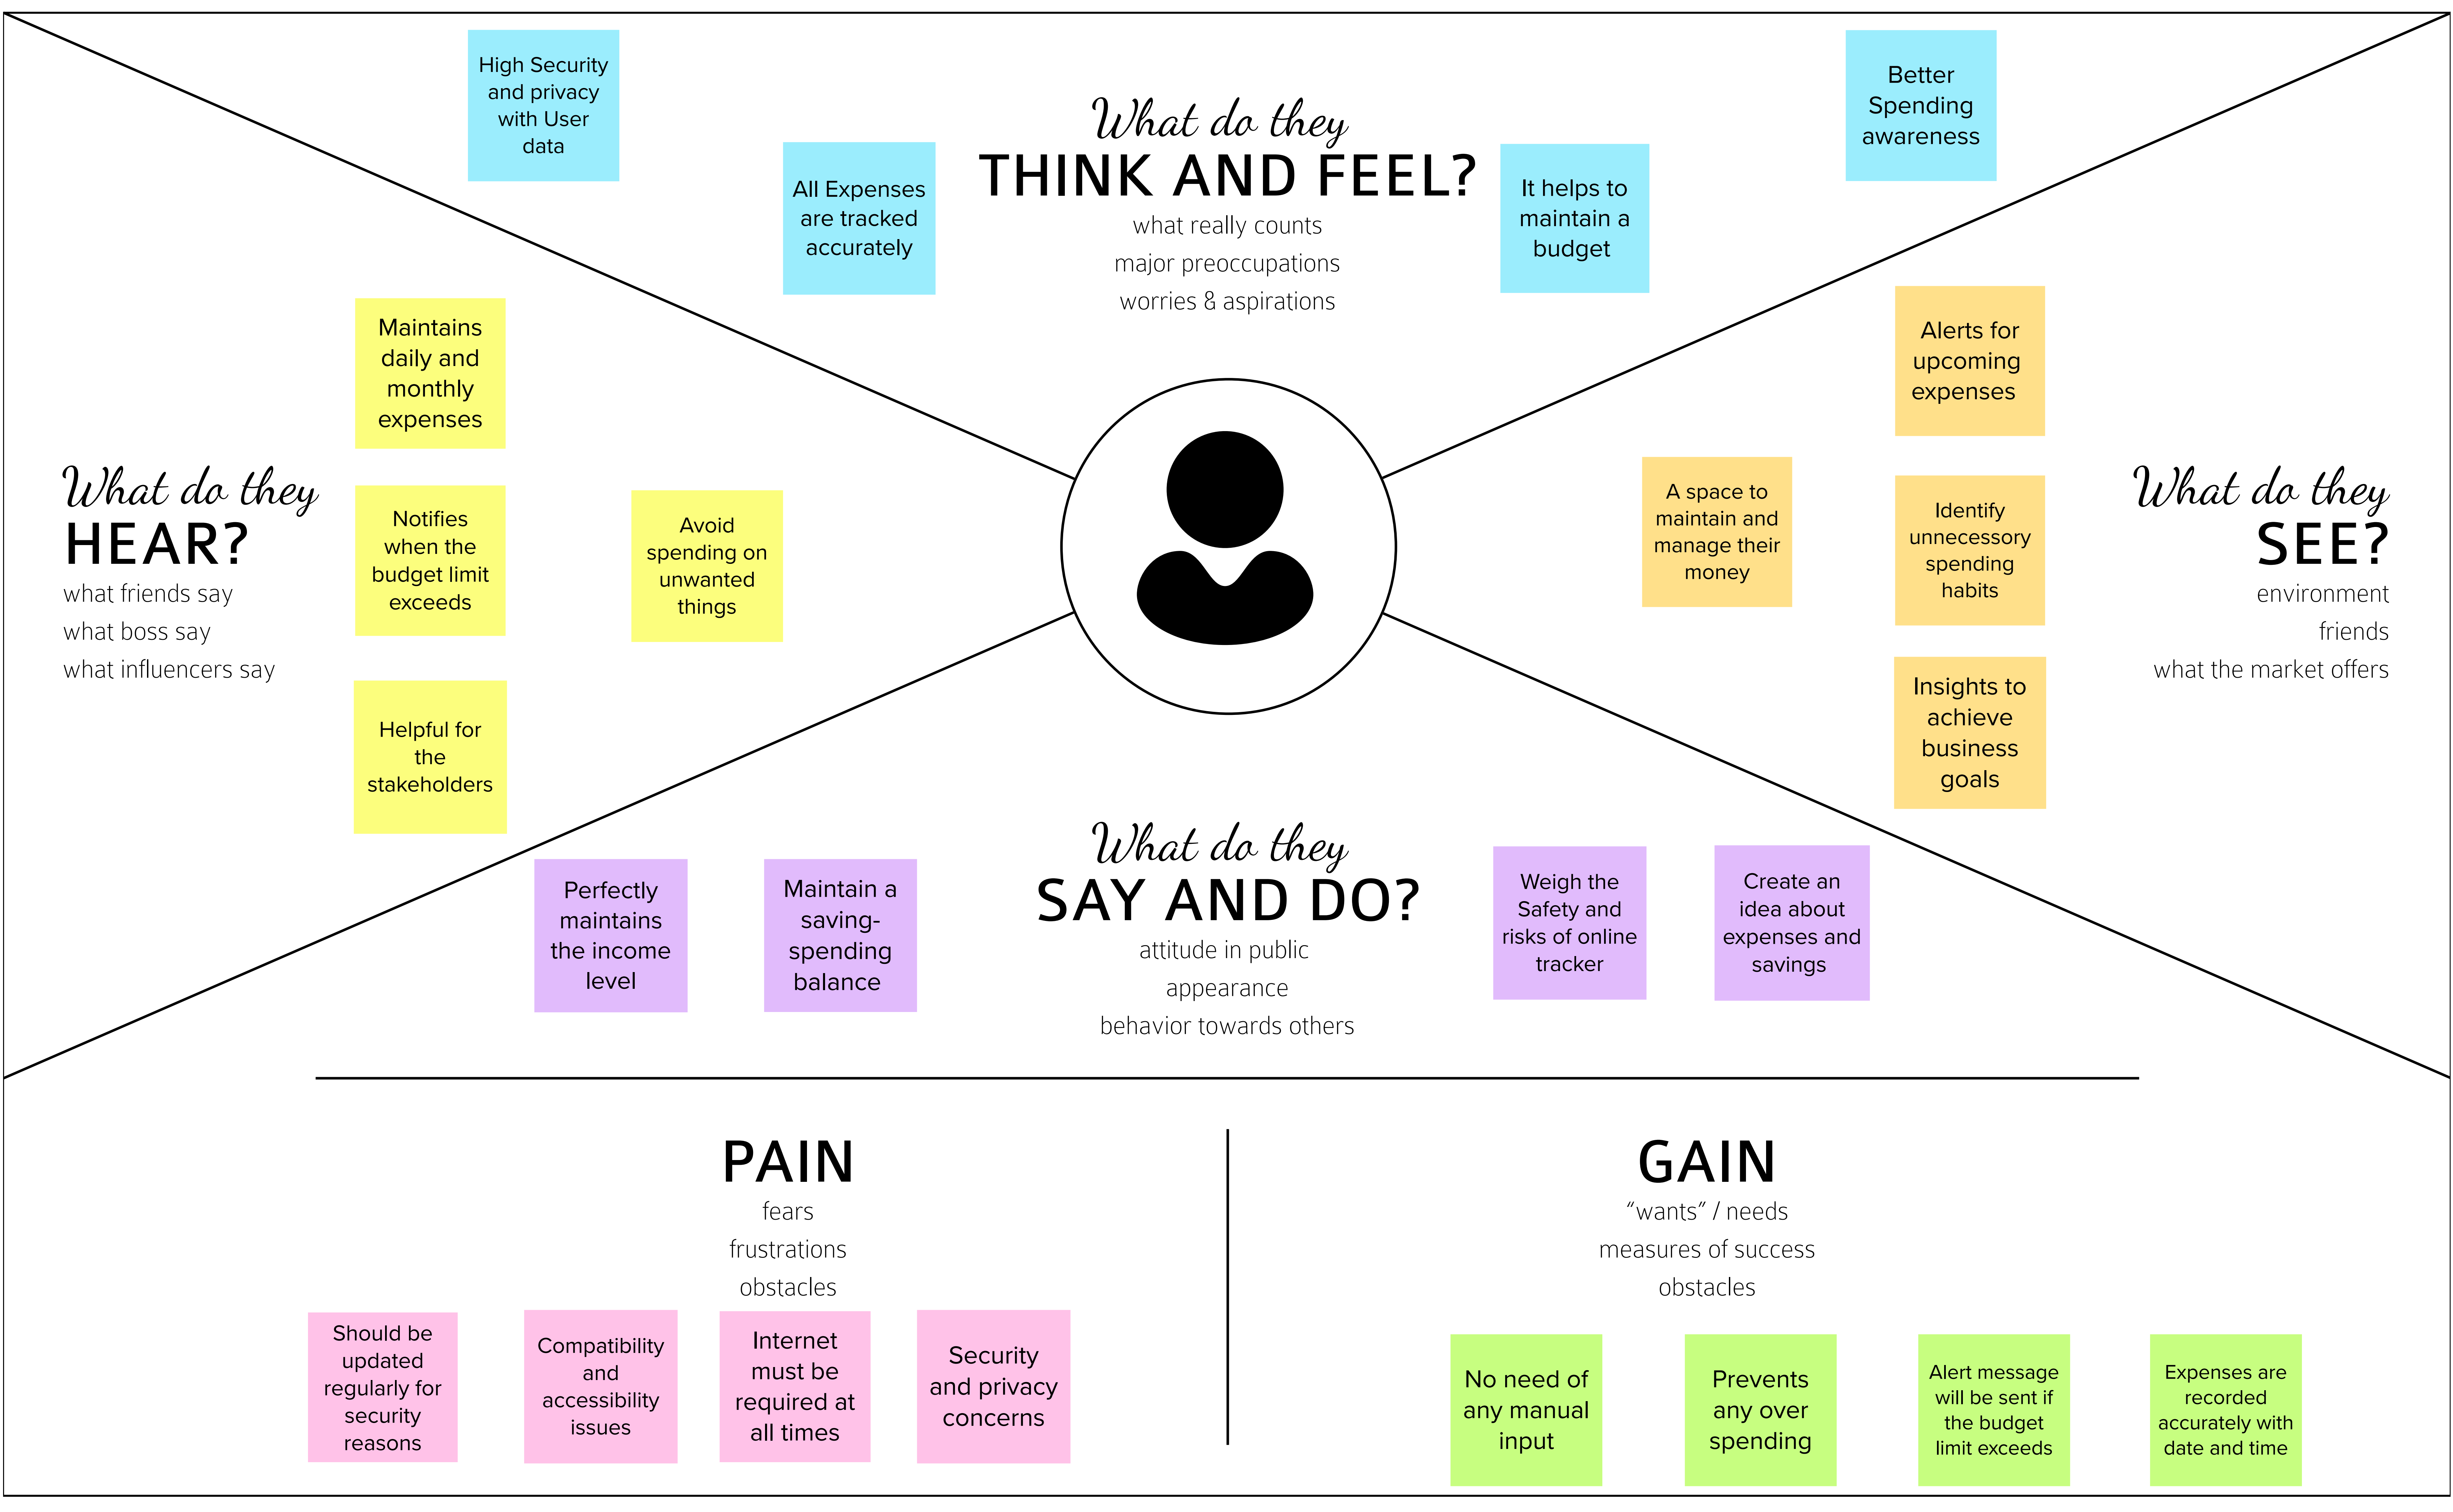 High Security
and privacy
with User
data
All Expenses
are tracked
accurately
What do they
THINK AND FEEL?
what really counts
major preoccupations
worries & aspirations
It helps to
maintain a
budget
Better
Spending
awareness
What do they
HEAR?
what friends say
what boss say
what influencers say
Maintains
daily and
monthly
expenses
Notifies
when the
budget limit
exceeds
Avoid
spending on
unwanted
things
Helpful for
the
stakeholders
Alerts for
upcoming
expenses
A space to
maintain and
manage their
money
Identify
unnecessory
spending
habits
Insights to
achieve
business
goals
What do they
SEE?
environment
friends
what the market offers
Perfectly
maintains
the income
level
Maintain a
saving-
spending
balance
What do they
SAY AND DO?
attitude in public
appearance
behavior towards others
Weigh the
Safety and
risks of online
tracker
Create an
idea about
expenses and
savings
PAIN
fears
frustrations
obstacles
Should be
updated
regularly for
security
reasons
Compatibility
and
accessibility
issues
Internet
must be
required at
all times
Security
and privacy
concerns
GAIN
“wants” / needs
measures of success
obstacles
No need of
any manual
input
Prevents
any over
spending
Alert message
will be sent if
the budget
limit exceeds
Expenses are
recorded
accurately with
date and time